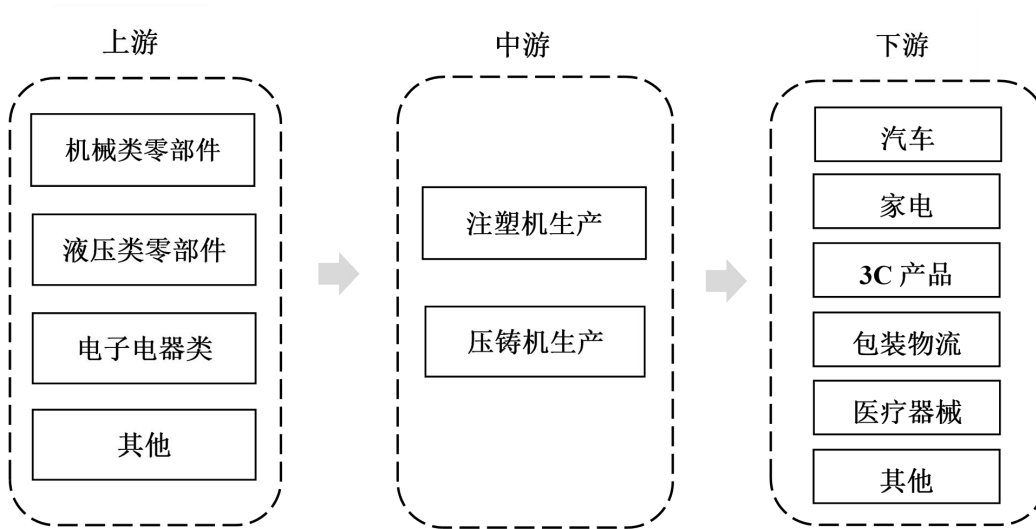 上游
机械类零部件
液压类零部件
电子电器类
其他
中游
注塑机生产
压铸机生产
下游
汽车
家电
3C 产品
包装物流
医疗器械
其他